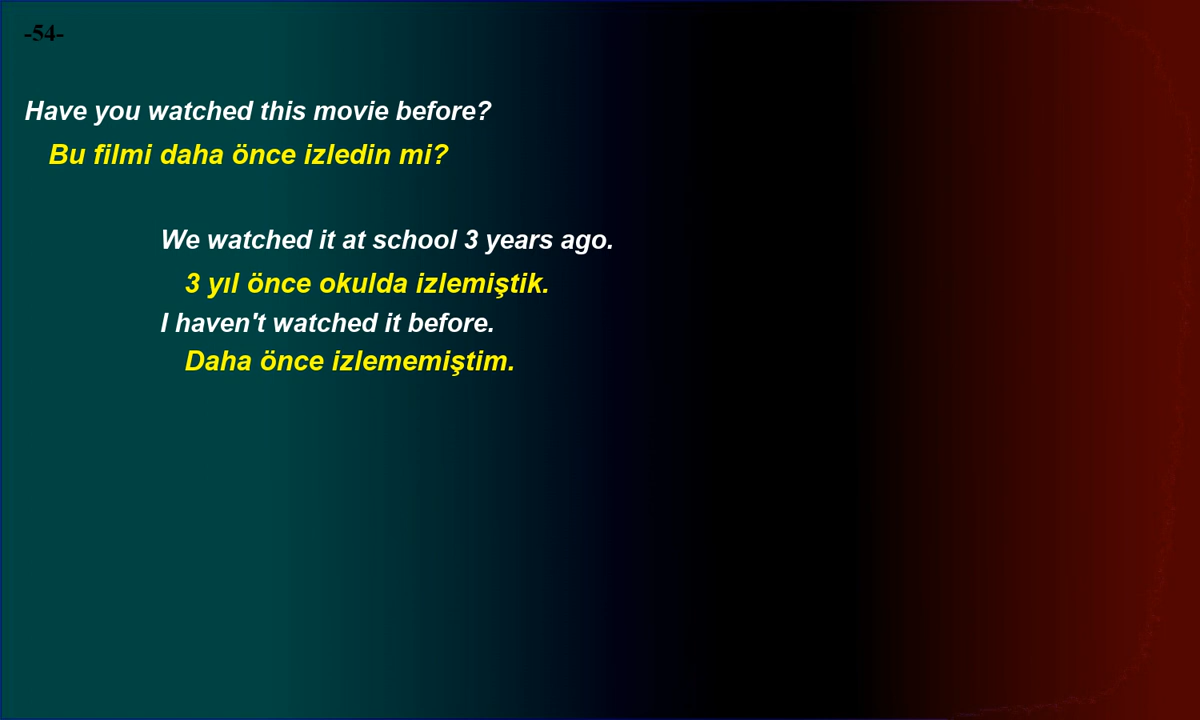 -54-
Have you watched this movie before?
Bu filmi daha önce izledin mi?
We watched it at school 3 years ago.
3 yıl önce okulda izlemiştik.
I haven't watched it before.
Daha önce izlememiştim.